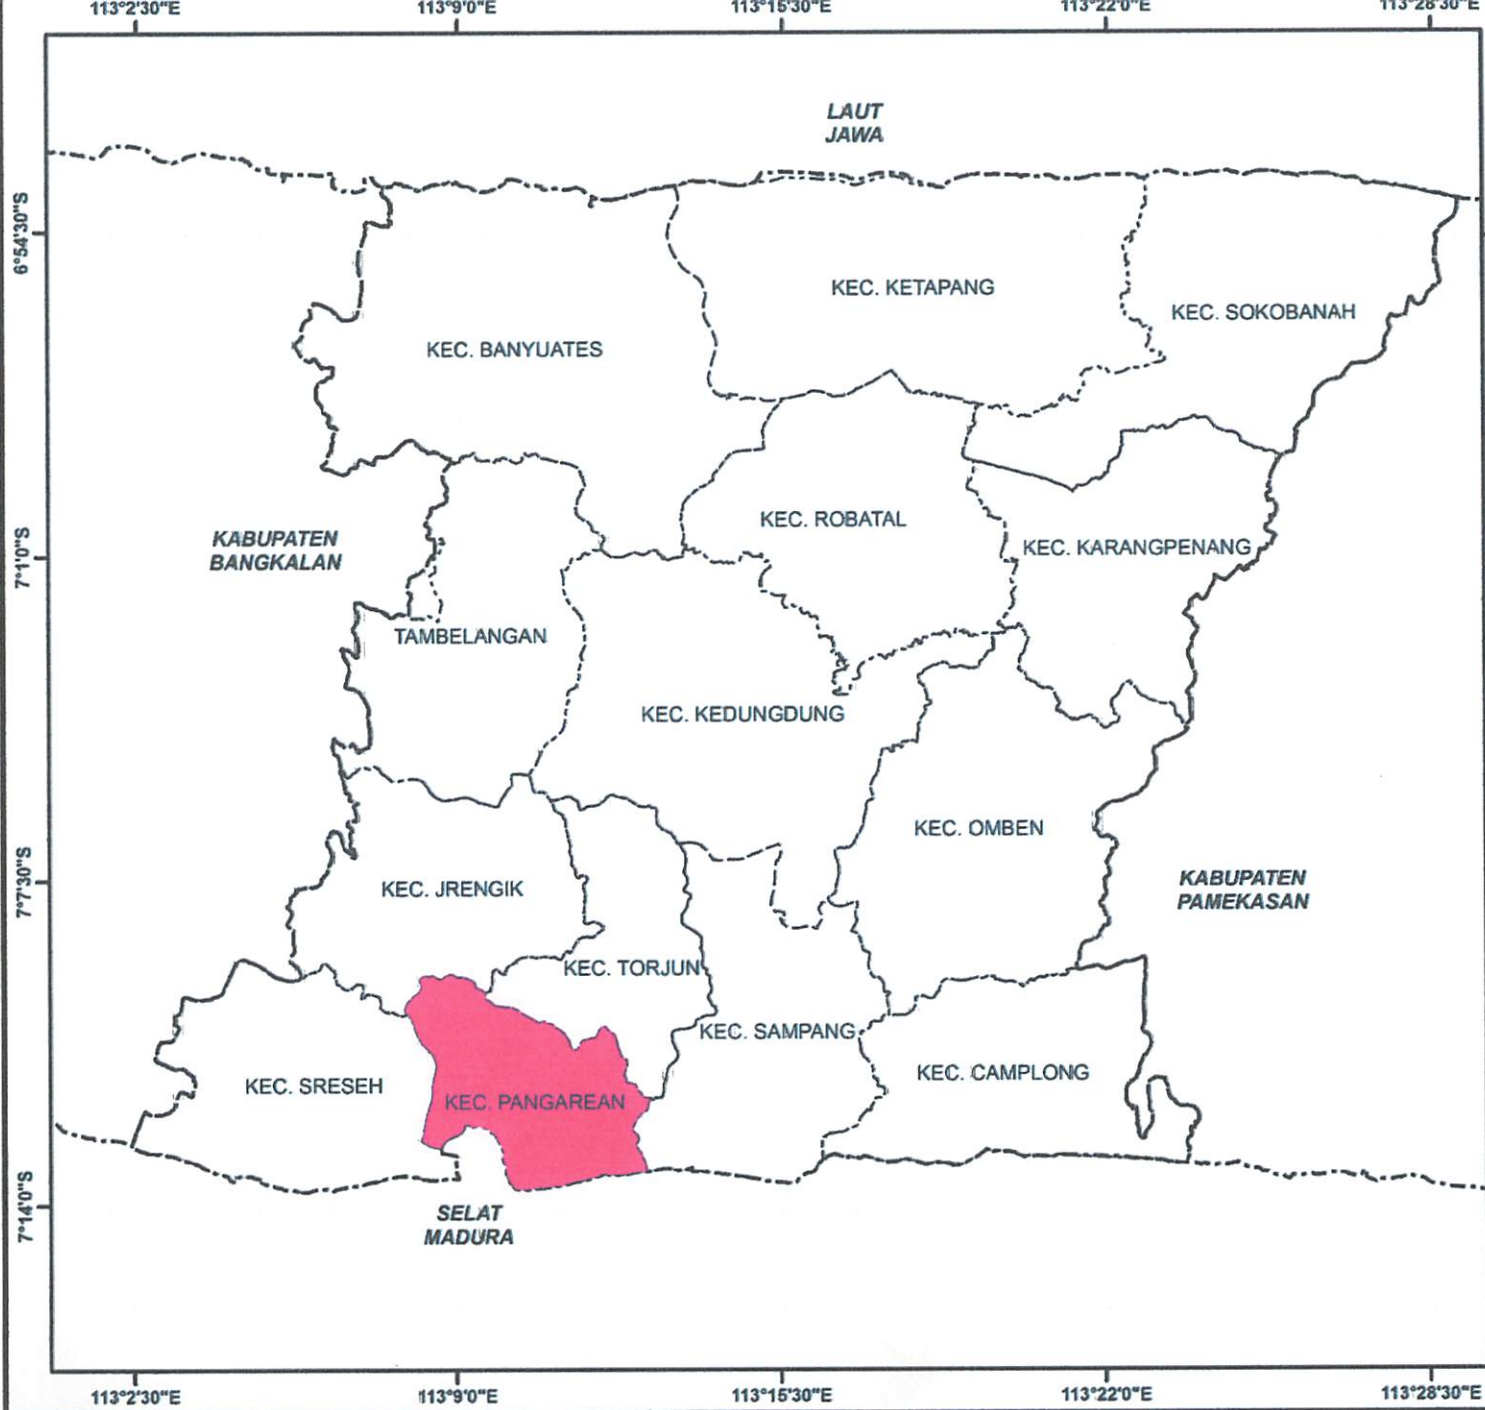 113°2'30"E
113°9'0"E
113°15'30"E
113°22'0"E
113°28'30"E
LAUT
JAWA
6°54'30"S
KEC. KETAPANG
KEC. SOKOBANAH
KEC. BANYUATES
KEC. ROBATAL
KABUPATEN
BANGKALAN
KEC. KARANGPENANG
7°1'0"S
TAMBELANGAN
KEC. KEDUNGDUNG
KEC. OMBEN
KEC. JRENGIK
KABUPATEN
PAMEKASAN
7°7'30"S
KEC. TORJUN
KEC. SAMPANG
KEC. CAMPLONG
KEC. SRESEH
KEC. PANGAREAN
7°14'0"S
SELAT
MADURA
113°2'30"E
113°9'0"E
113°15'30"E
113°22'0"E
113°28'30"E